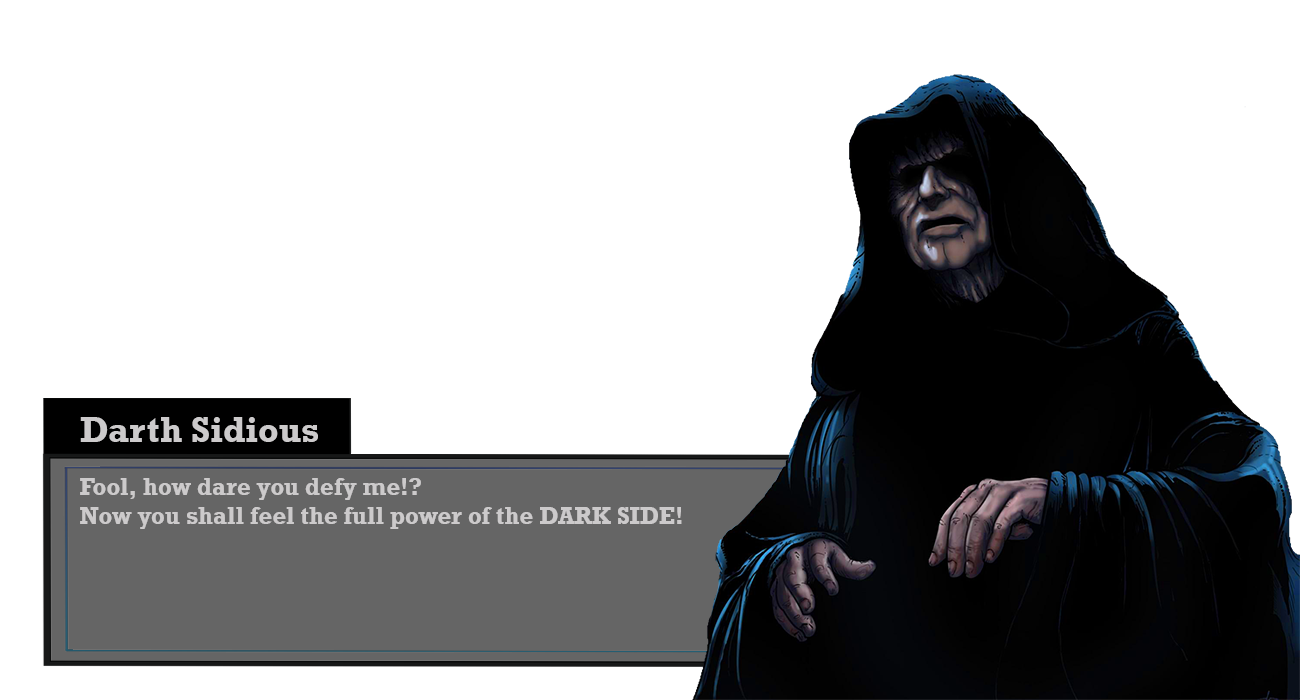 Darth Sidious
Fool, how dare you defy me!?
Now you shall feel the full power of the DARK SIDE!